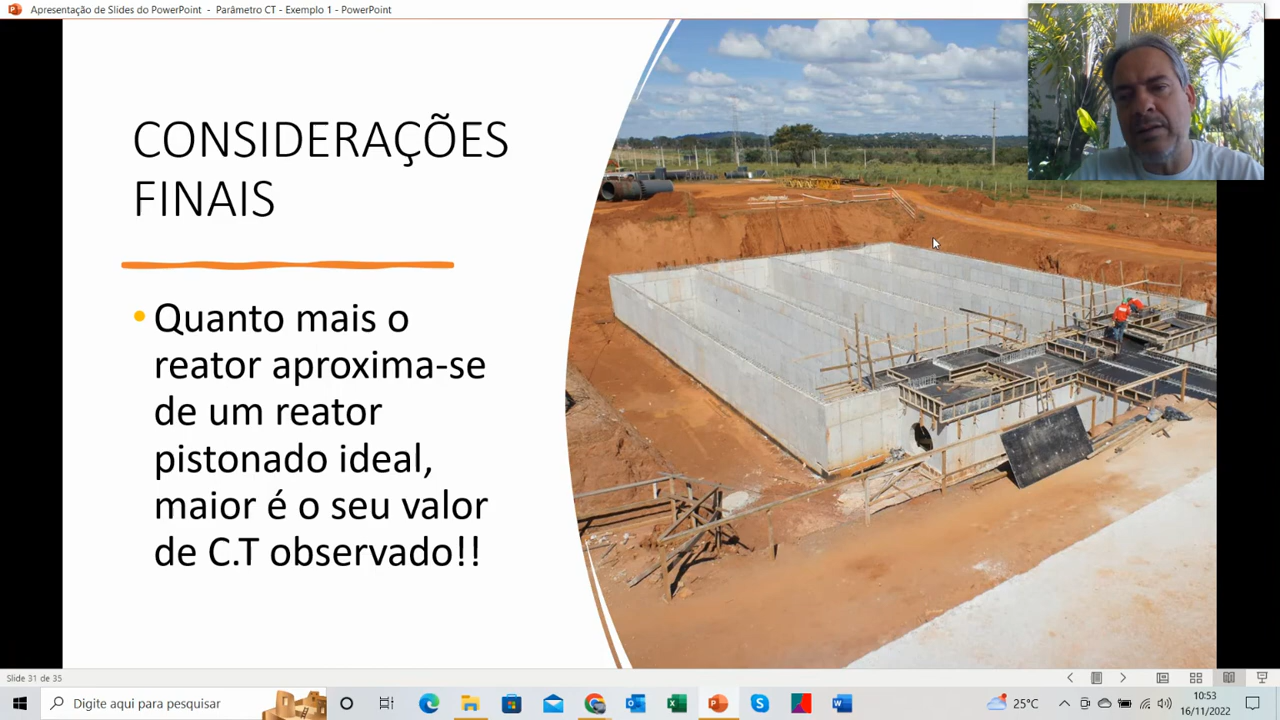 Apresentação de Slides do PowerPoint - Parâmetro CT - Exemplo 1 - PowerPoint
CONSIDERAÇÕES
FINAIS
• Quanto mais o
reator aproxima-se
de um reator
pistonado ideal,
maior é o seu valor
de C.T observado!!
Slide 31 de 35
Digite aqui para pesquisar
25°C
10:53
16/11/2022